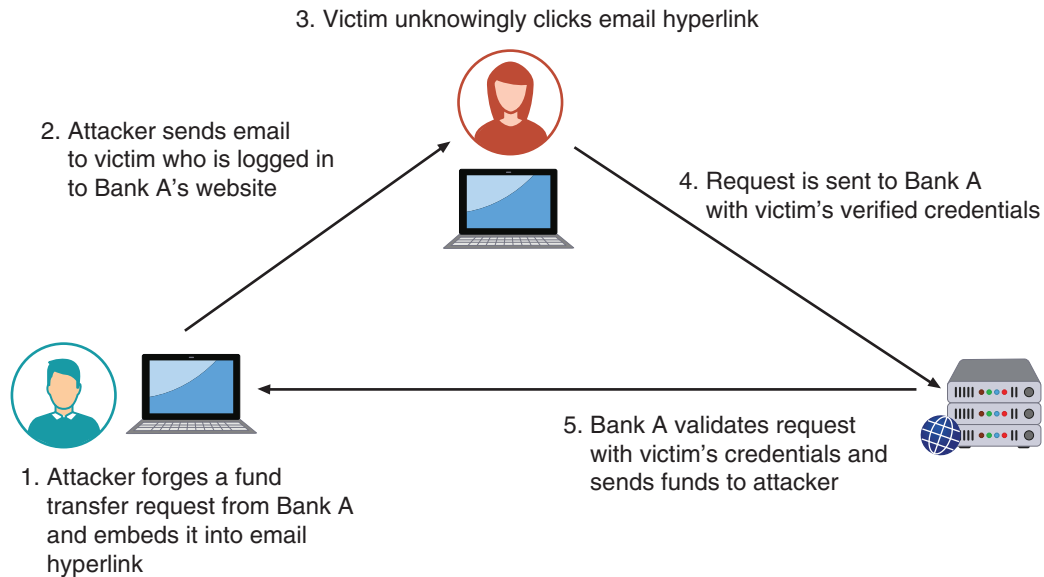 3. Victim unknowingly clicks email hyperlink
2. Attacker sends email
to victim who is logged in
to Bank A’s website
4. Request is sent to Bank A
with victim’s verified credentials
5. Bank A validates request
with victim’s credentials and
sends funds to attacker
1. Attacker forges a fund
transfer request from Bank A
and embeds it into email
hyperlink